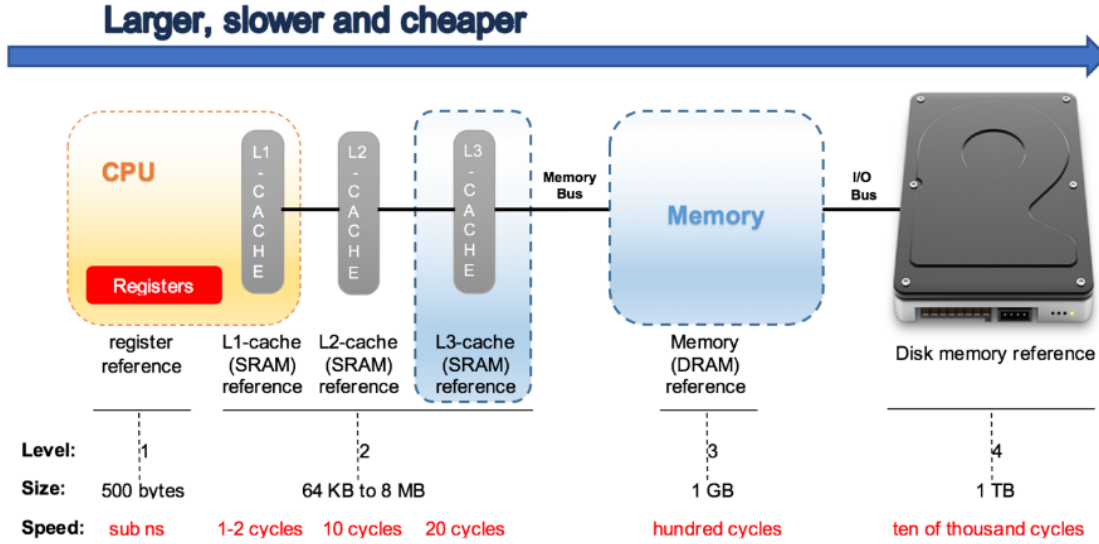 Larger, slower and cheaper
CPU
Registers
L1-CACHE
L2-CACHE
L3-CACHE
Memory
Bus
Memory
I/O
Bus
register
reference
L1-cache
(SRAM)
reference
L2-cache
(SRAM)
reference
L3-cache
(SRAM)
reference
Memory
(DRAM)
reference
Disk memory reference
Level: 1 2 3 4
Size: 500 bytes 64 KB to 8 MB 1 GB 1 TB
Speed: sub ns 1-2 cycles 10 cycles 20 cycles hundred cycles ten of thousand cycles